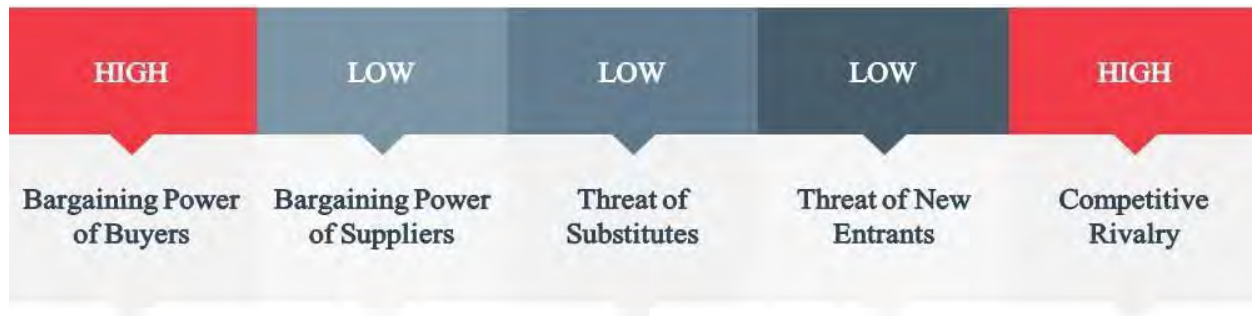 HIGH
LOW
LOW
LOW
HIGH
Bargaining Power
of Buyers
Bargaining Power
of Suppliers
Threat of
Substitutes
Threat of New
Entrants
Competitive
Rivalry